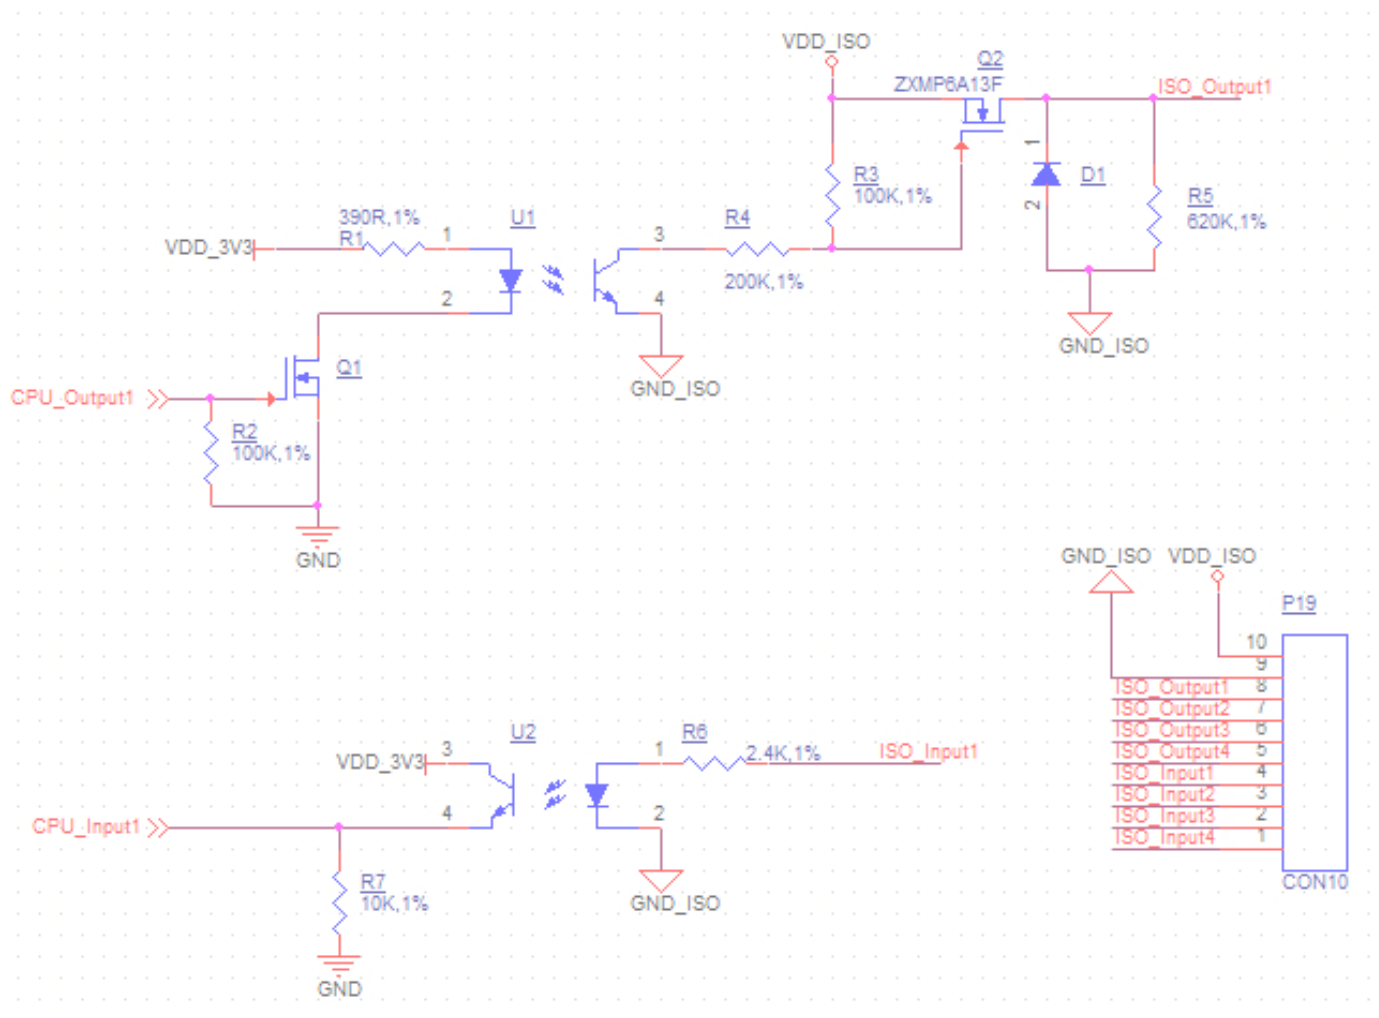 VDD_ISO
Q2
ZXMP6A13F
ISO_Output1
1
D1
2
R3
100K,1%
R5
620K,1%
GND_ISO
390R,1%
R1
VDD_3V3
1
U1
2
3
4
R4
200K,1%
GND_ISO
Q1
CPU_Output1
R2
100K,1%
GND
GND_ISO
VDD_ISO
P19
10
9
ISO_Output1 8
ISO_Output2 7
ISO_Output3 6
ISO_Output4 5
ISO_Input1 4
ISO_Input2 3
ISO_Input3 2
ISO_Input4 1
CON10
VDD_3V3
3
U2
4
1
R6
2.4K,1%
ISO_Input1
2
GND_ISO
CPU_Input1
R7
10K,1%
GND